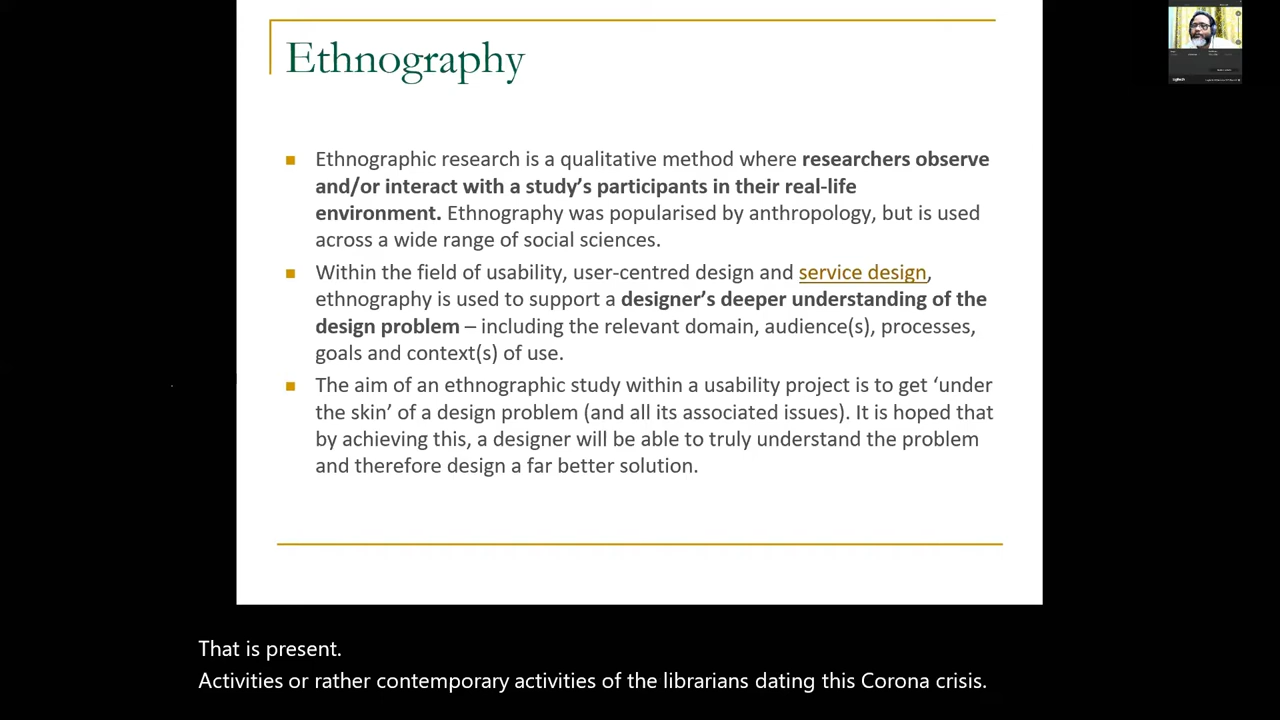 Ethnography
Ethnographic research is a qualitative method where researchers observe
and/or interact with a study's participants in their real-life
environment. Ethnography was popularised by anthropology, but is used
across a wide range of social sciences.
Within the field of usability, user-centred design and service design,
ethnography is used to support a designer's deeper understanding of the
design problem – including the relevant domain, audience(s), processes,
goals and context(s) of use.
The aim of an ethnographic study within a usability project is to get ‘under
the skin’ of a design problem (and all its associated issues). It is hoped that
by achieving this, a designer will be able to truly understand the problem
and therefore design a far better solution.
That is present.
Activities or rather contemporary activities of the librarians dating this Corona crisis.